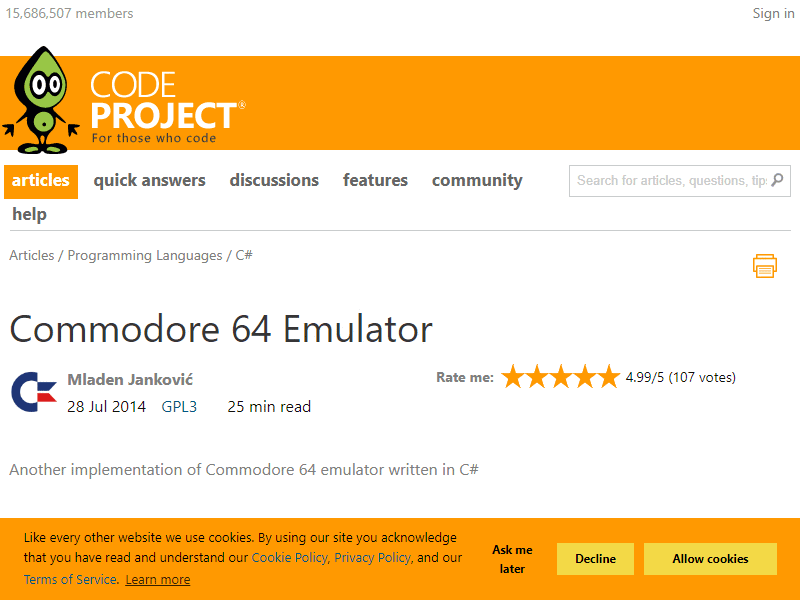 15,686,507 members
Sign in
CODE
PROJECT®
For those who code
articles quick answers discussions features community
Search for articles, questions, tips
help
Articles / Programming Languages / C#
Commodore 64 Emulator
Mladen Janković
Rate me: 4.99/5 (107 votes)
28 Jul 2014 GPL3 25 min read
Another implementation of Commodore 64 emulator written in C#
Like every other website we use cookies. By using our site you acknowledge
that you have read and understand our Cookie Policy, Privacy Policy, and our
Terms of Service. Learn more
Ask me
later
Decline
Allow cookies